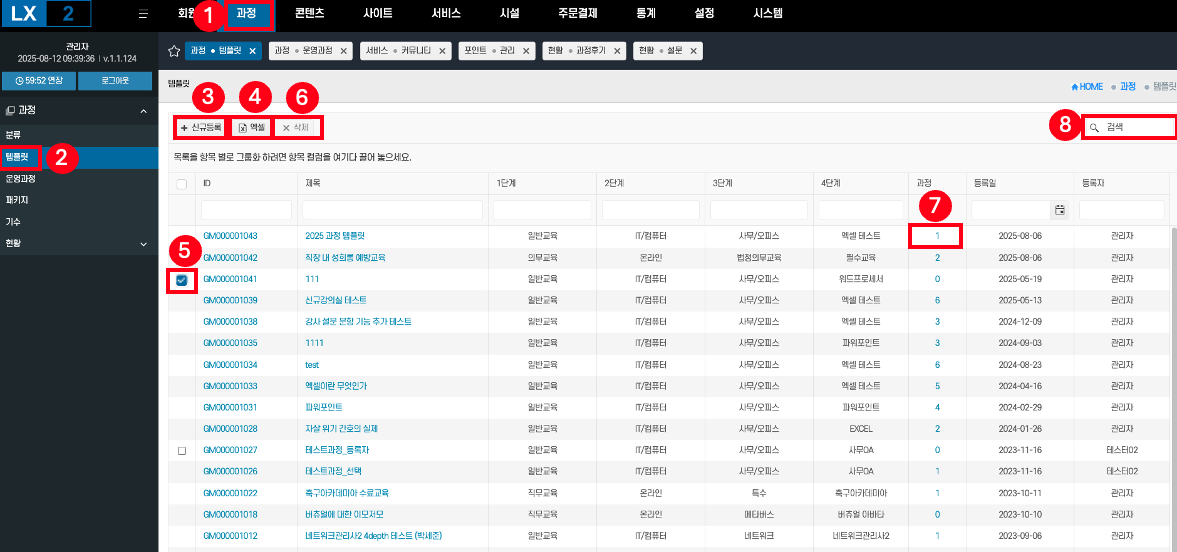 LX 2
회원 1 과정 콘텐츠 사이트 서비스 시설 주문결제 통계 설정 시스템
관리자
2025-08-12 09:39:36 | v.1.1.124
59:52 연장 로그아웃
과정
분류
템플릿 2
운영과정
패키지
기수
현황
과정 ● 템플릿 × 과정 ● 운영과정 × 서비스 ● 커뮤니티 × 포인트 ● 관리 × 현황 ● 과정후기 × 현황 ● 설문 ×
템플릿 HOME ● 과정 ● 템플릿
3 4 6 8
+ 신규등록 엑셀 × 삭제 검색
목록을 항목 별로 그룹화 하려면 항목 컬럼을 여기다 끌어 놓으세요.
ID 제목 1단계 2단계 3단계 4단계 과정 등록일 등록자
7
GM000001043 2025 과정 템플릿 일반교육 IT/컴퓨터 사무/오피스 엑셀 테스트 1 2025-08-06 관리자
5
GM000001042 직장 내 성희롱 예방교육 의무교육 온라인 법정의무교육 필수교육 2 2025-08-06 관리자
GM000001041 111 일반교육 IT/컴퓨터 사무/오피스 워드프로세서 0 2025-05-19 관리자
GM000001039 신규강의실 테스트 일반교육 IT/컴퓨터 사무/오피스 엑셀 테스트 6 2025-05-13 관리자
GM000001038 강사 설문 문항 기능 추가 테스트 일반교육 IT/컴퓨터 사무/오피스 엑셀 테스트 3 2024-12-09 관리자
GM000001035 1111 일반교육 IT/컴퓨터 사무/오피스 파워포인트 3 2024-09-03 관리자
GM000001034 test 일반교육 IT/컴퓨터 사무/오피스 엑셀 테스트 6 2024-08-23 관리자
GM000001033 엑셀이란 무엇인가 일반교육 IT/컴퓨터 사무/오피스 엑셀 테스트 5 2024-04-16 관리자
GM000001031 파워포인트 일반교육 IT/컴퓨터 사무/오피스 파워포인트 4 2024-02-29 관리자
GM000001028 자살 위기 간호의 실제 일반교육 IT/컴퓨터 사무/오피스 EXCEL 2 2024-01-26 관리자
GM000001027 테스트과정_등록자 일반교육 IT/컴퓨터 사무/오피스 사무OA 0 2023-11-16 테스터02
GM000001026 테스트과정_선택 일반교육 IT/컴퓨터 사무/오피스 사무OA 1 2023-11-16 테스터02
GM000001022 축구아카데미아 수료교육 직무교육 온라인 특수 축구아카데미아 1 2023-10-11 관리자
GM000001018 버츄얼에 대한 이모저모 직무교육 온라인 메타버스 버츄얼 아바타 0 2023-10-10 관리자
GM000001012 네트워크관리사2 4depth 테스트 (박세준) 일반교육 IT/컴퓨터 네트워크 네트워크관리사2 1 2023-09-06 관리자